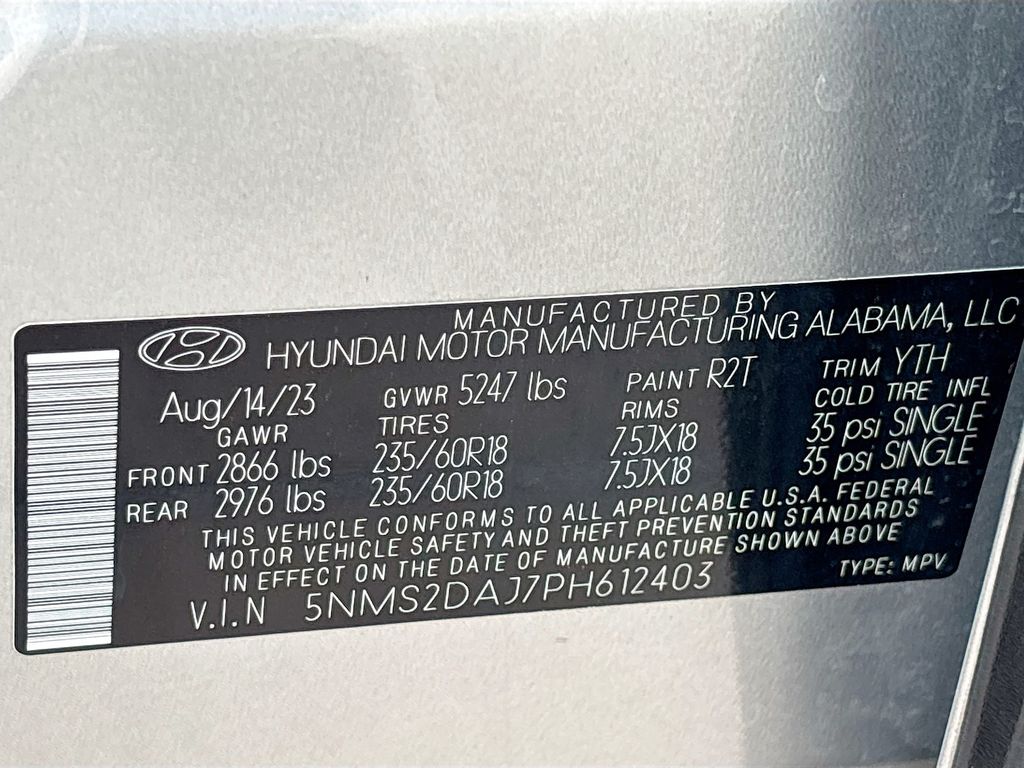 MANUFACTURED BY
HYUNDAI MOTOR MANUFACTURING ALABAMA, LLC
Aug/14/23 GVWR 5247 lbs PAINT R2T TRIM YTH
GAWR TIRES RIMS COLD TIRE INFL
FRONT 2866 lbs 235/60R18 7.5JX18 35 psi SINGLE
REAR 2976 lbs 235/60R18 7.5JX18 35 psi SINGLE
THIS VEHICLE CONFORMS TO ALL APPLICABLE U.S.A. FEDERAL
MOTOR VEHICLE SAFETY AND THEFT PREVENTION STANDARDS
IN EFFECT ON THE DATE OF MANUFACTURE SHOWN ABOVE
V.I.N 5NMS2DAJ7PH612403 TYPE: MPV